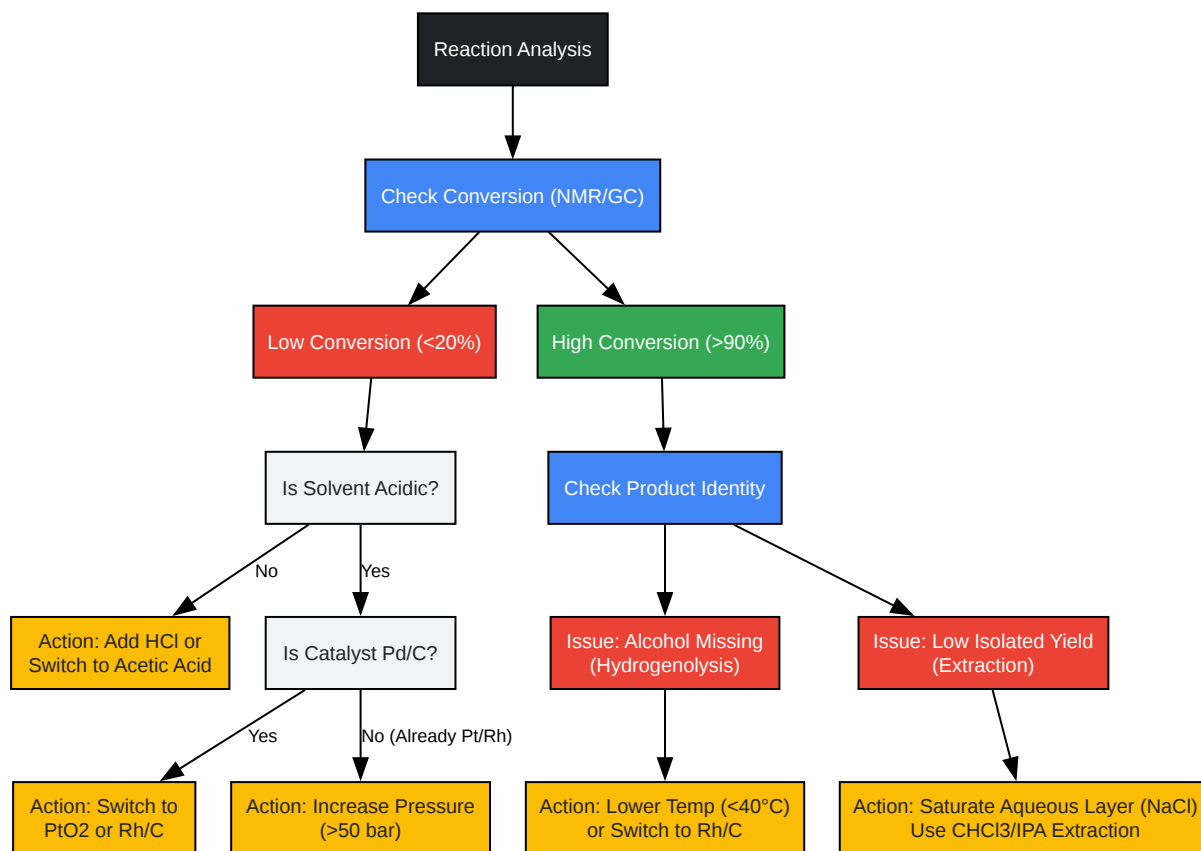 Reaction Analysis
Check Conversion (NMR/GC)
Low Conversion (<20%)
High Conversion (>90%)
Is Solvent Acidic?
Check Product Identity
No
Yes
Action: Add HCl or
Switch to Acetic Acid
Is Catalyst Pd/C?
Issue: Alcohol Missing
(Hydrogenolysis)
Issue: Low Isolated Yield
(Extraction)
Yes
No (Already Pt/Rh)
Action: Switch to
PtO2 or Rh/C
Action: Increase Pressure
(>50 bar)
Action: Lower Temp (<40°C)
or Switch to Rh/C
Action: Saturate Aqueous Layer (NaCl)
Use CHCl3/IPA Extraction